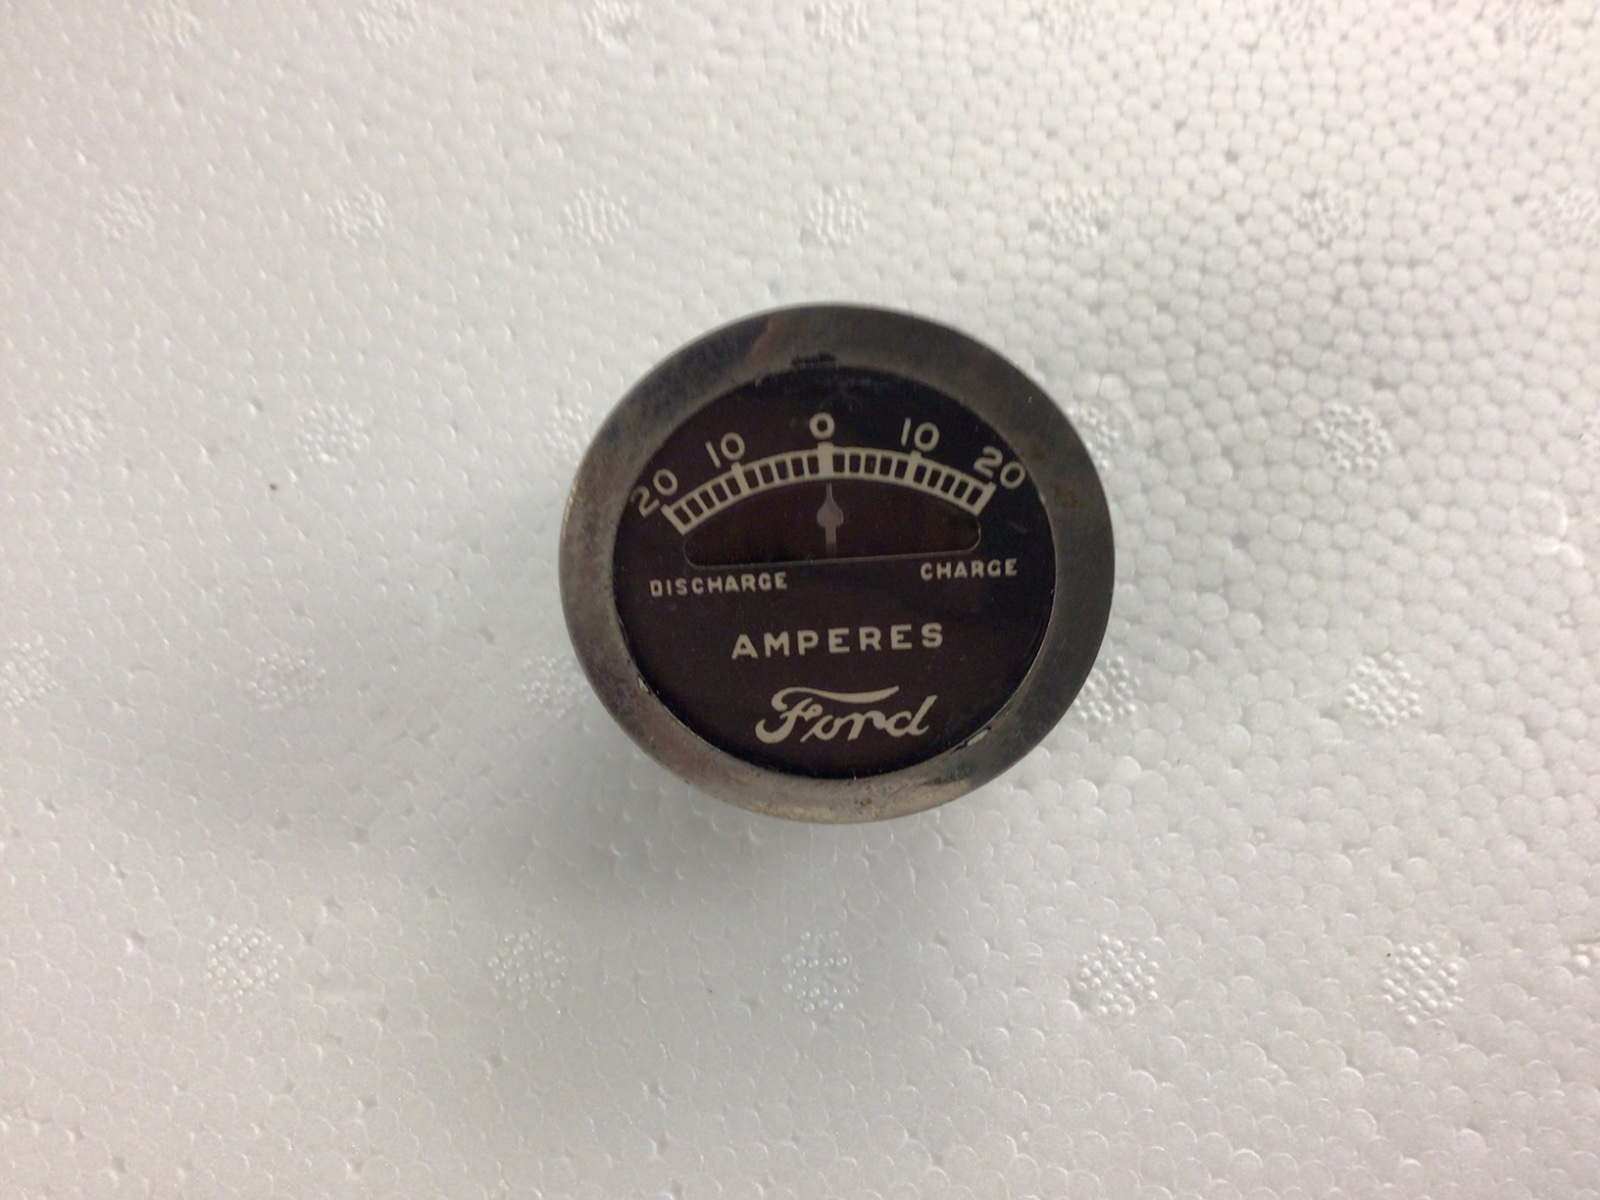 20 10 0 10 20
DISCHARGE CHARGE
AMPERES
Ford